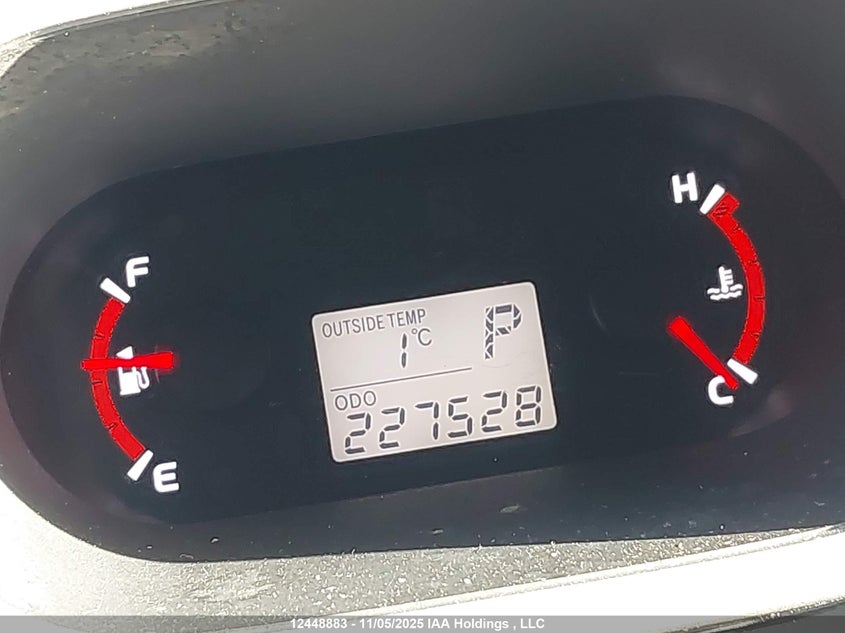 H
F
OUTSIDE TEMP
1°C
P
ODO
227528
C
E
12448883 - 11/05/2025 IAA Holdings , LLC